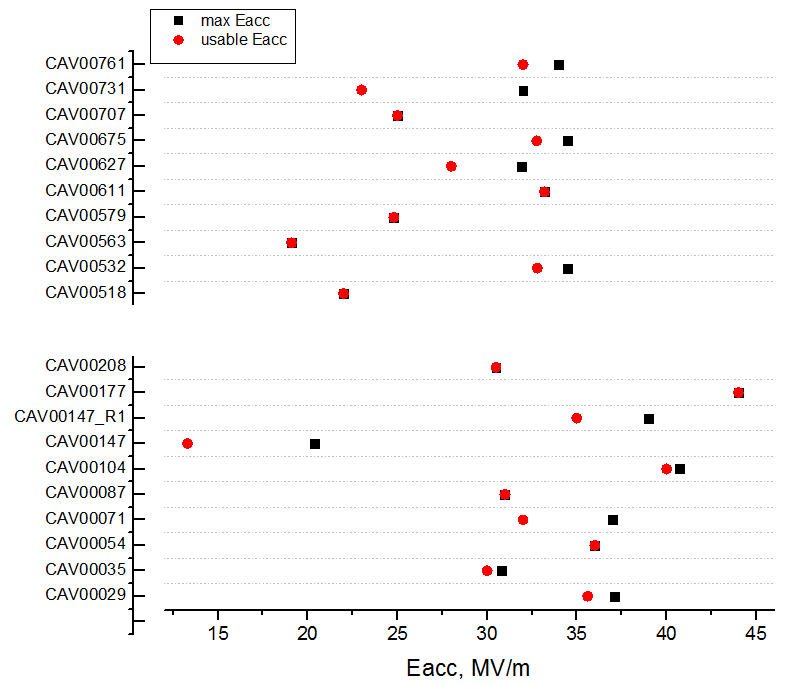 max Eacc
usable Eacc
CAV00761
CAV00731
CAV00707
CAV00675
CAV00627
CAV00611
CAV00579
CAV00563
CAV00532
CAV00518
CAV00208
CAV00177
CAV00147_R1
CAV00147
CAV00104
CAV00087
CAV00071
CAV00054
CAV00035
CAV00029
15 20 25 30 35 40 45
Eacc, MV/m